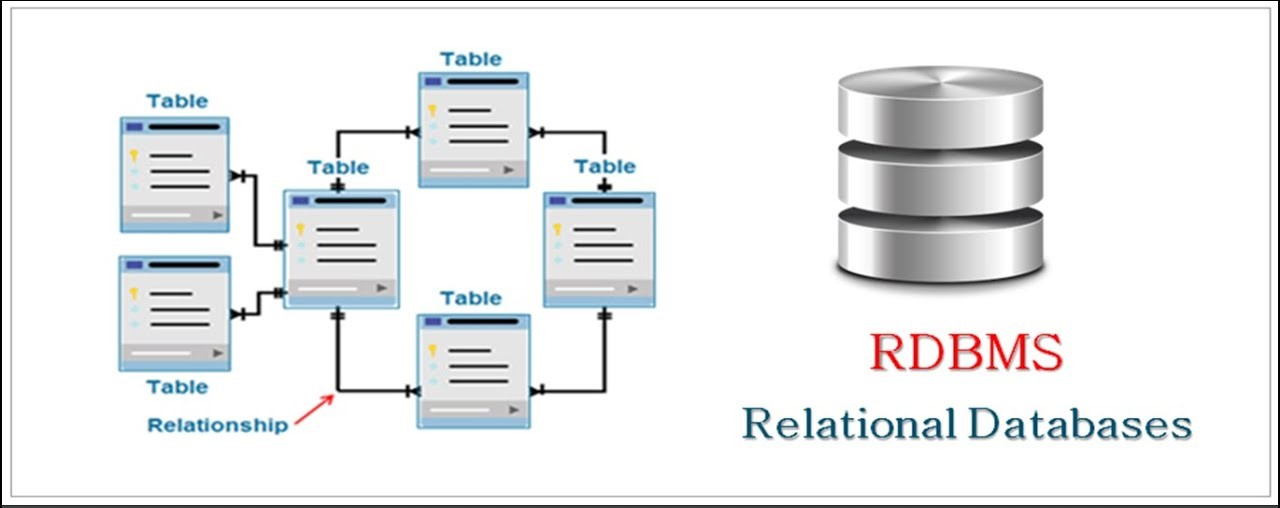 Table
Table
Table
Table
Table
Table
Relationship
RDBMS
Relational Databases